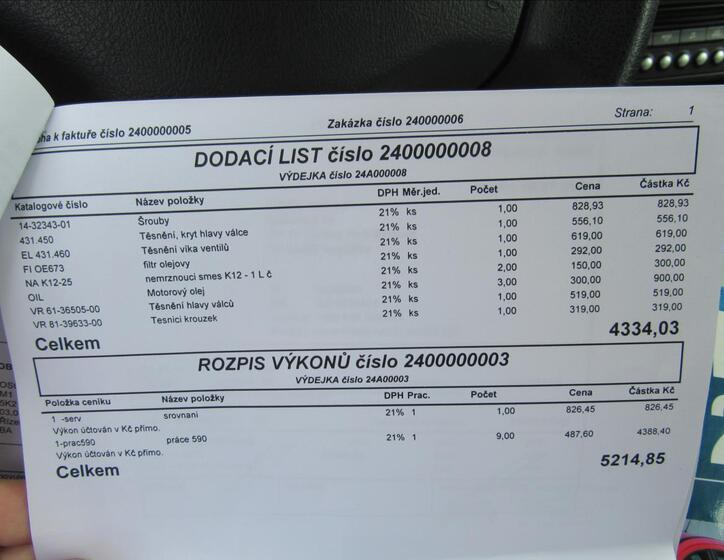 k faktuře číslo 2400000005 Zakázka číslo 2400000006 Strana: 1
DODACÍ LIST číslo 2400000008
VÝDEJKA číslo 24A000008
Katalogové číslo Název položky DPH Měr.jed. Počet Cena Částka Kč
14-32343-01 Šrouby 21% ks 1,00 828,93 828,93
431.450 Těsnění, kryt hlavy válce 21% ks 1,00 556,10 556,10
EL 431.460 Těsnění víka ventilů 21% ks 1,00 619,00 619,00
FI OE673 filtr olejovy 21% ks 1,00 292,00 292,00
NA K12-25 nemrznouci smes K12 - 1 L č 21% ks 2,00 150,00 300,00
OIL Motorový olej 21% ks 3,00 300,00 900,00
VR 61-36505-00 Těsnění hlavy válců 21% ks 1,00 519,00 519,00
VR 81-39633-00 Tesnici krouzek 21% ks 1,00 319,00 319,00
Celkem 4334,03
ROZPIS VÝKONŮ číslo 2400000003
VÝDEJKA číslo 24A00003
Položka ceniku Název položky DPH Prac. Počet Cena Částka Kč
1 -serv srovnani 21% 1 1,00 826,45 826,45
Výkon účtován v Kč přímo.
1-prac590 práce 590 21% 1 9,00 487,60 4388,40
Výkon účtován v Kč přímo.
Celkem 5214,85